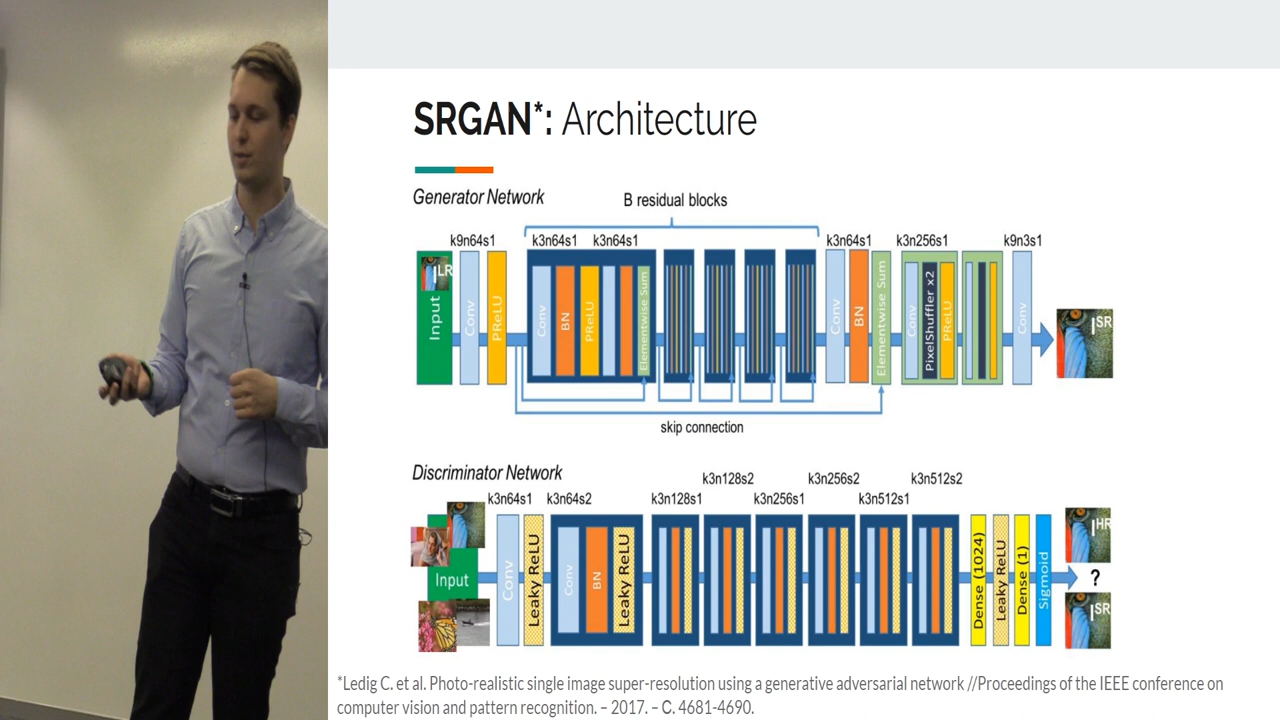 SRGAN*: Architecture
Generator Network
B residual blocks
k9n64s1
k3n64s1
k3n64s1
k3n64s1
k3n256s1
k9n3s1
LR
Input
Conv
PReLU
Conv
BN
PReLU
Elementwise Sum
Conv
BN
Elementwise Sum
Conv
PixelShuffler x2
PReLU
Conv
ISR
skip connection
Discriminator Network
k3n128s2
k3n256s2
k3n512s2
k3n64s1
k3n64s2
k3n128s1
k3n256s1
k3n512s1
Input
Conv
Leaky ReLU
Conv
BN
Leaky ReLU
Dense (1024)
Leaky ReLU
Dense (1)
Sigmoid
IHR
?
ISR
*Ledig C. et al. Photo-realistic single image super-resolution using a generative adversarial network //Proceedings of the IEEE conference on
computer vision and pattern recognition. – 2017. – С. 4681-4690.